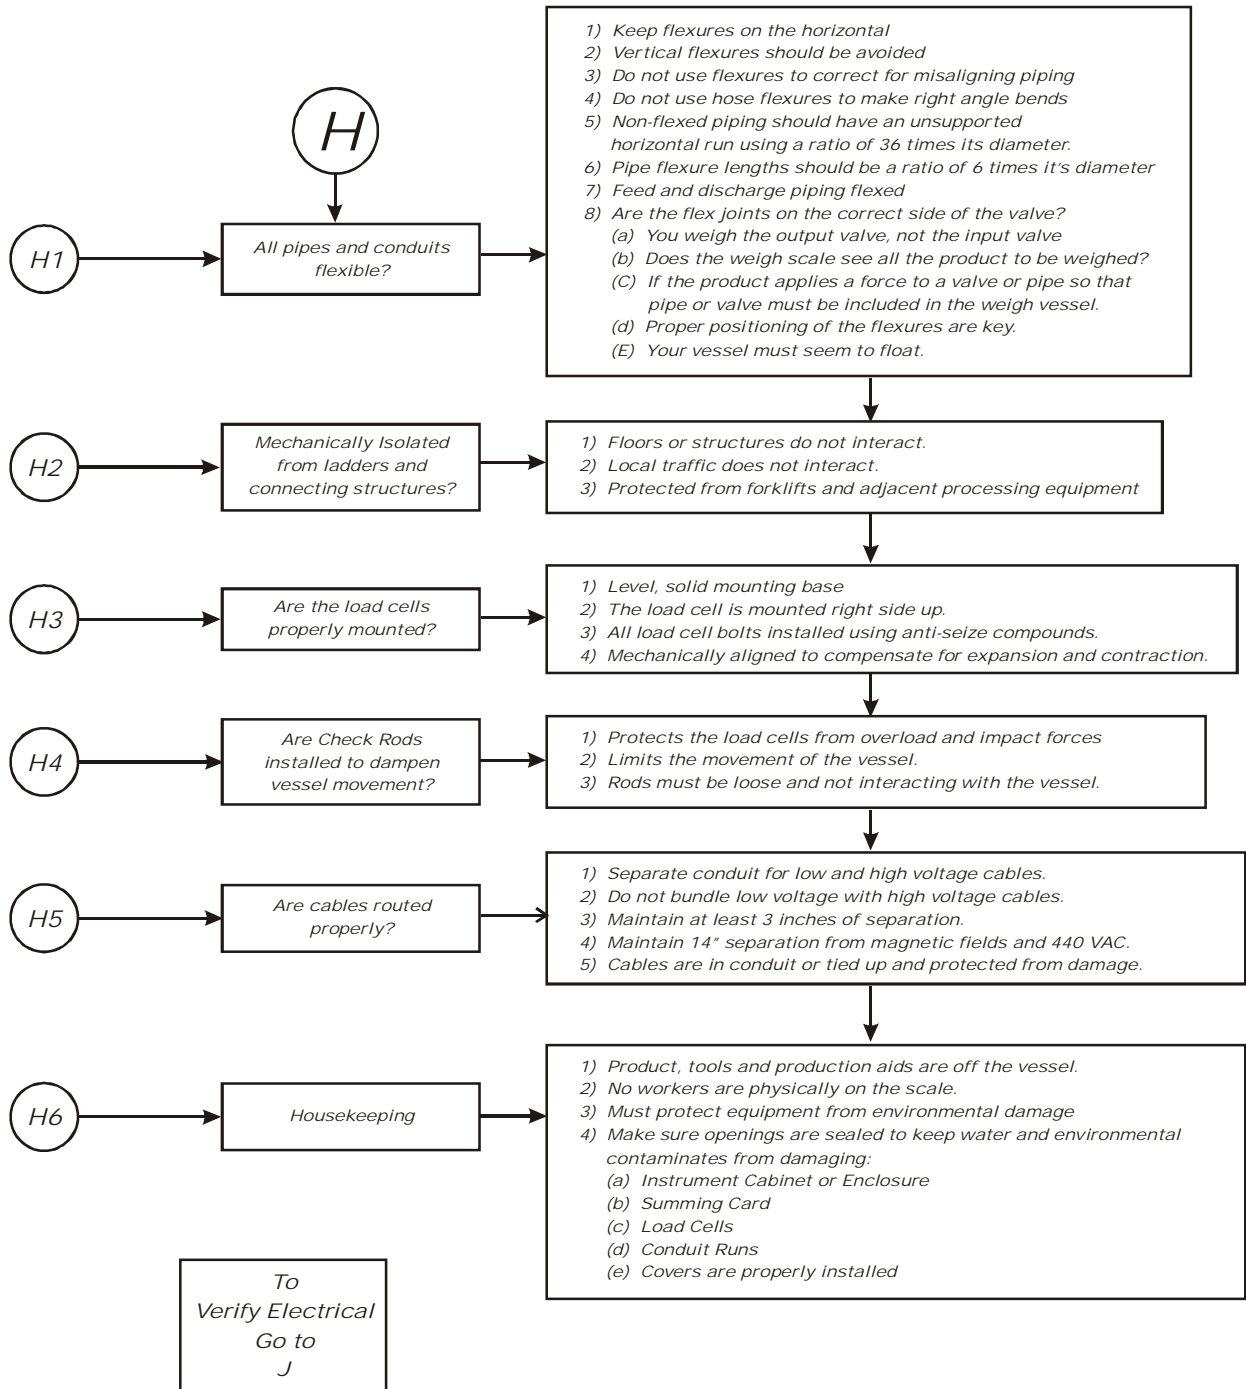 H
H1
All pipes and conduits
flexible?
1) Keep flexures on the horizontal
2) Vertical flexures should be avoided
3) Do not use flexures to correct for misaligning piping
4) Do not use hose flexures to make right angle bends
5) Non-flexed piping should have an unsupported
horizontal run using a ratio of 36 times its diameter.
6) Pipe flexure lengths should be a ratio of 6 times it's diameter
7) Feed and discharge piping flexed
8) Are the flex joints on the correct side of the valve?
(a) You weigh the output valve, not the input valve
(b) Does the weigh scale see all the product to be weighed?
(C) If the product applies a force to a valve or pipe so that
pipe or valve must be included in the weigh vessel.
(d) Proper positioning of the flexures are key.
(E) Your vessel must seem to float.
H2
Mechanically Isolated
from ladders and
connecting structures?
1) Floors or structures do not interact.
2) Local traffic does not interact.
3) Protected from forklifts and adjacent processing equipment
H3
Are the load cells
properly mounted?
1) Level, solid mounting base
2) The load cell is mounted right side up.
3) All load cell bolts installed using anti-seize compounds.
4) Mechanically aligned to compensate for expansion and contraction.
H4
Are Check Rods
installed to dampen
vessel movement?
1) Protects the load cells from overload and impact forces
2) Limits the movement of the vessel.
3) Rods must be loose and not interacting with the vessel.
H5
Are cables routed
properly?
1) Separate conduit for low and high voltage cables.
2) Do not bundle low voltage with high voltage cables.
3) Maintain at least 3 inches of separation.
4) Maintain 14" separation from magnetic fields and 440 VAC.
5) Cables are in conduit or tied up and protected from damage.
H6
Housekeeping
1) Product, tools and production aids are off the vessel.
2) No workers are physically on the scale.
3) Must protect equipment from environmental damage
4) Make sure openings are sealed to keep water and environmental
contaminates from damaging:
(a) Instrument Cabinet or Enclosure
(b) Summing Card
(c) Load Cells
(d) Conduit Runs
(e) Covers are properly installed
To
Verify Electrical
Go to
J